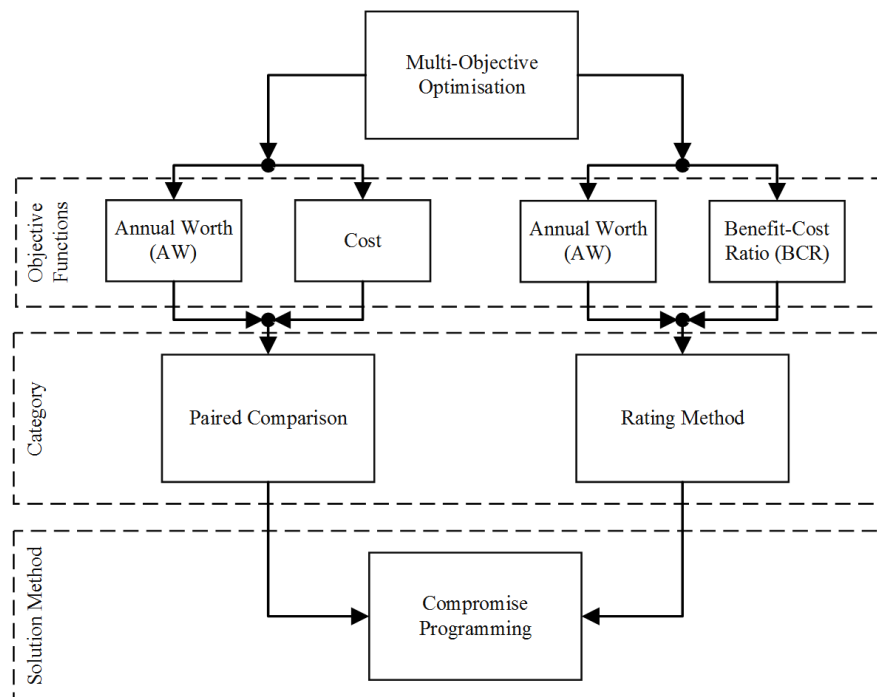 Multi-Objective
Optimisation
Objective
Functions
Annual Worth
(AW)
Cost
Annual Worth
(AW)
Benefit-Cost
Ratio (BCR)
Category
Paired Comparison
Rating Method
Solution Method
Compromise
Programming